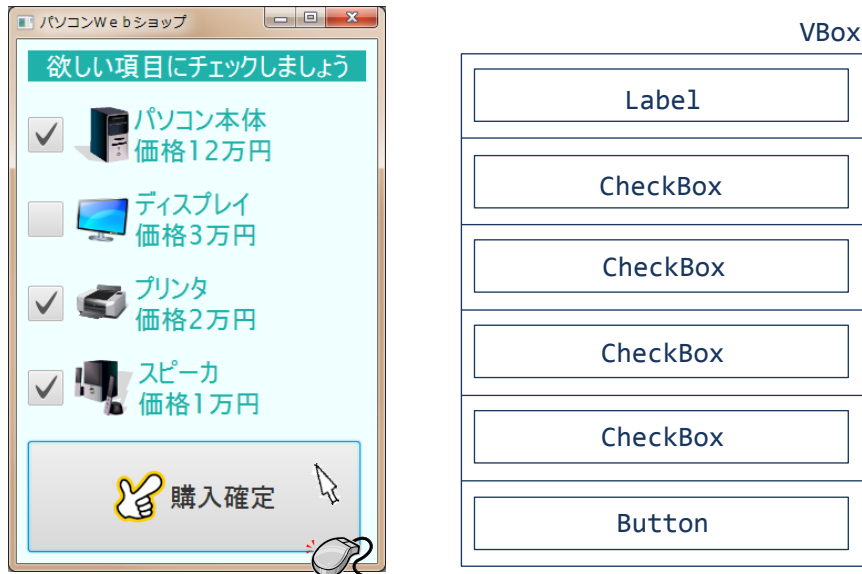 パソコンWebショップ
欲しい項目にチェックしましょう
パソコン本体
価格12万円
ディスプレイ
価格3万円
プリンタ
価格2万円
スピーカ
価格1万円
購入確定
VBox
Label
CheckBox
CheckBox
CheckBox
CheckBox
Button